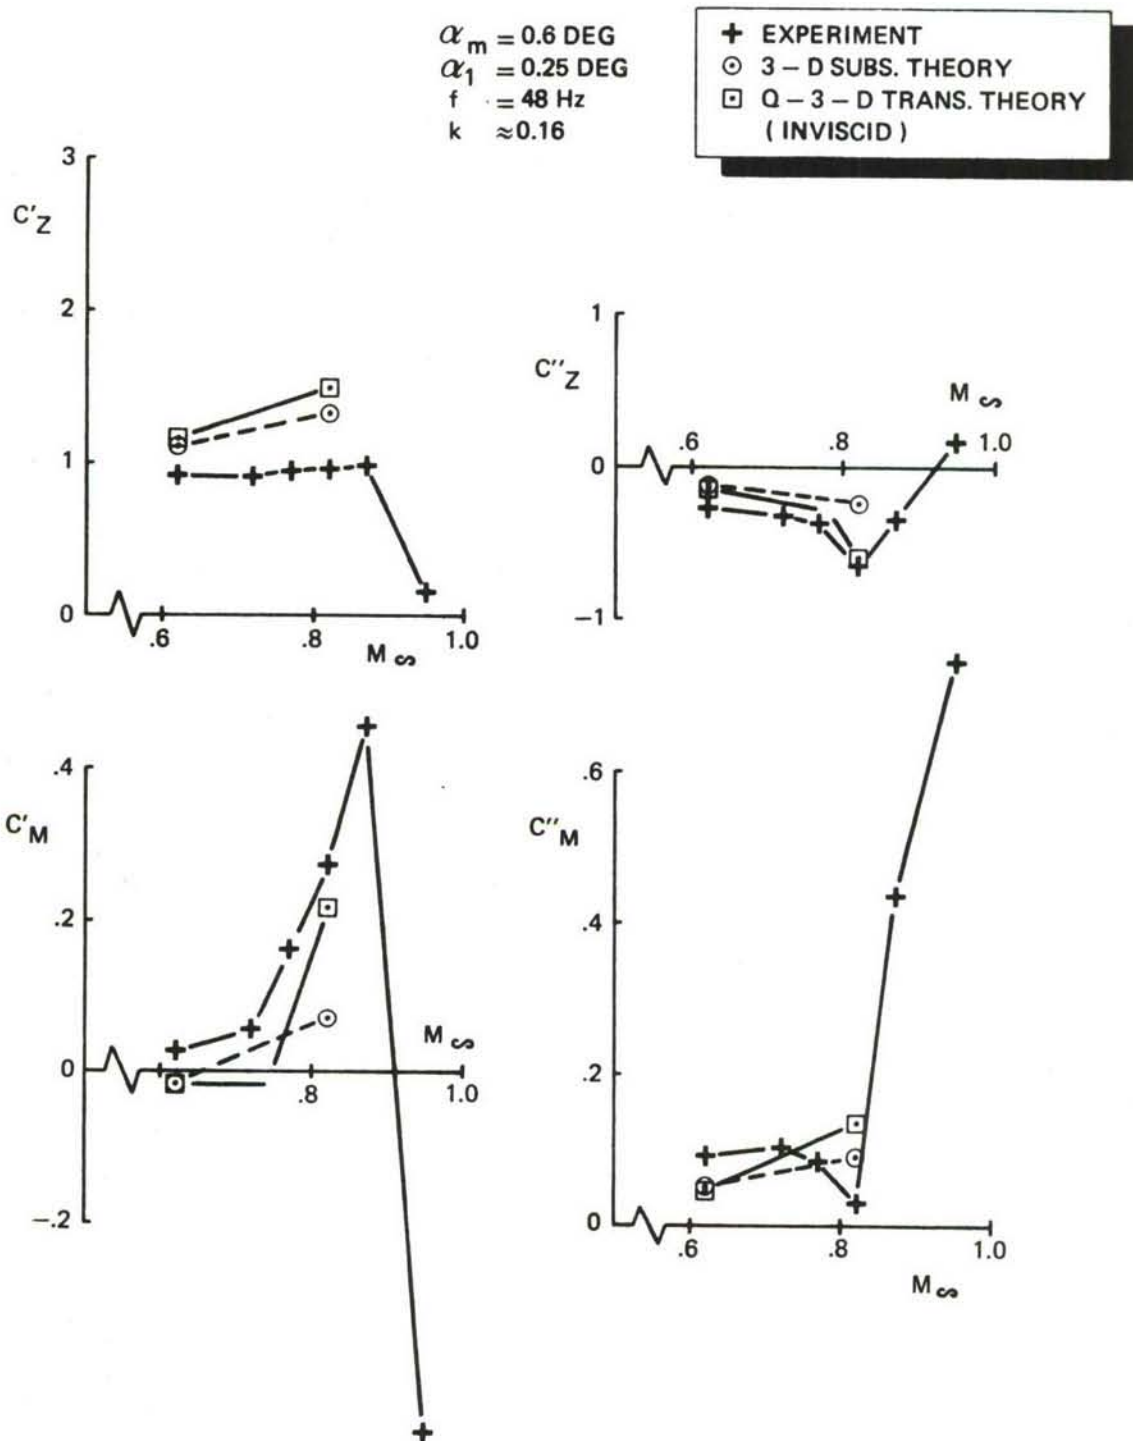 αm = 0.6 DEG
α1 = 0.25 DEG
f = 48 Hz
k ≈0.16
+ EXPERIMENT
⊙ 3 – D SUBS. THEORY
⊡ Q – 3 – D TRANS. THEORY
( INVISCID )
3
C′Z
2
1
0
.6
.8
1.0
M∞
1
C″Z
M∞
.6
.8
1.0
0
−1
.4
C′M
.2
M∞
0
.8
1.0
−.2
.6
C″M
.4
.2
0
.6
.8
1.0
M∞